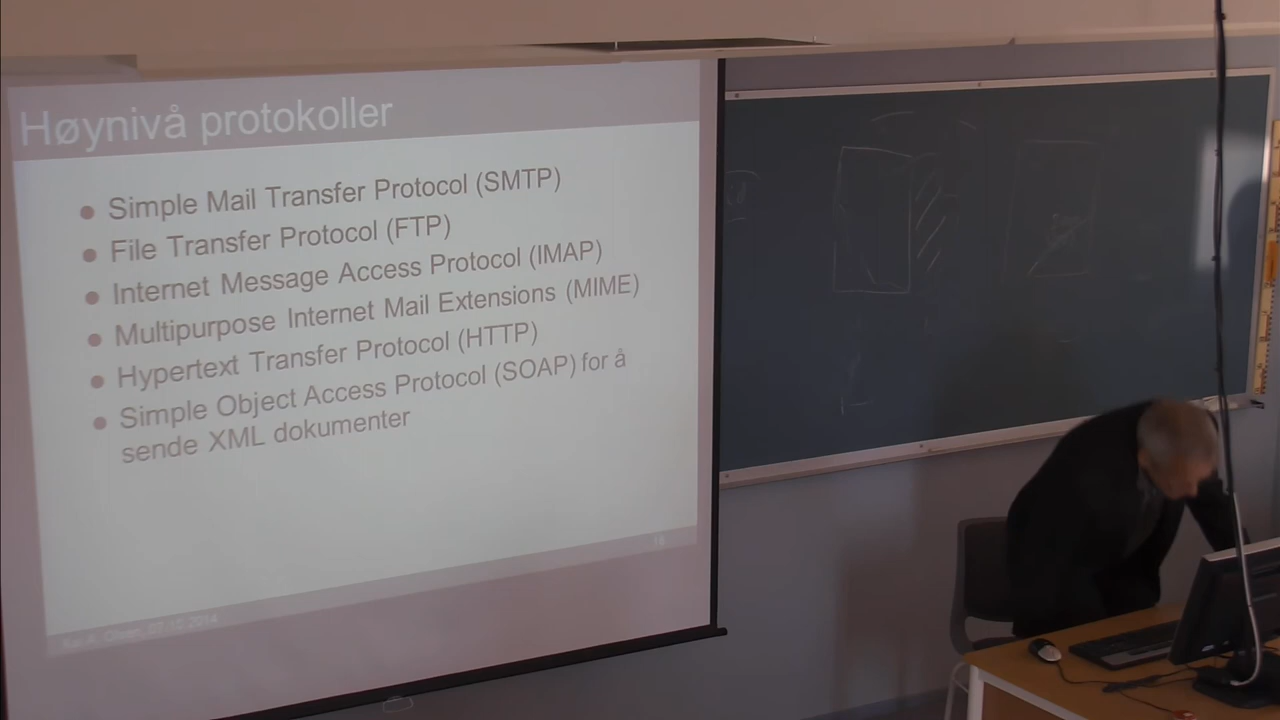 Høynivå protokoller
● Simple Mail Transfer Protocol (SMTP)
● File Transfer Protocol (FTP)
● Internet Message Access Protocol (IMAP)
● Multipurpose Internet Mail Extensions (MIME)
● Hypertext Transfer Protocol (HTTP)
● Simple Object Access Protocol (SOAP) for å
sende XML dokumenter